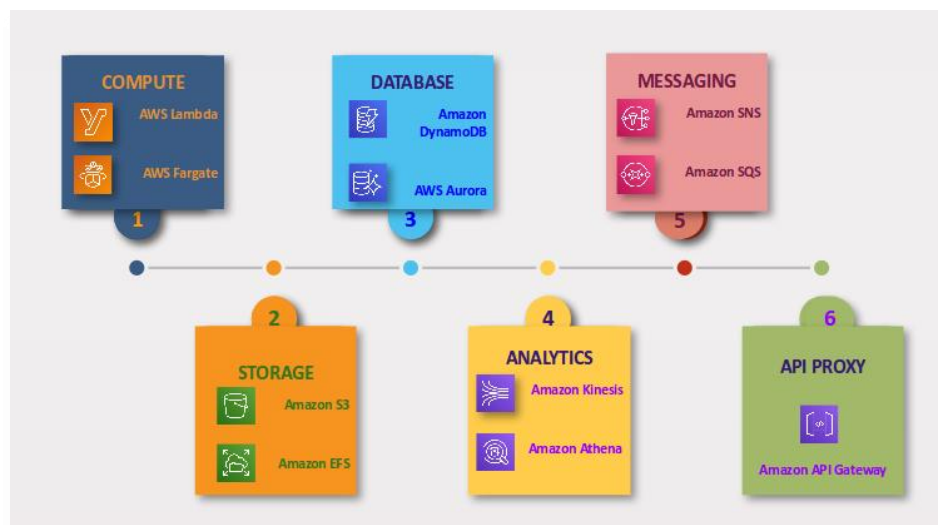 COMPUTE
AWS Lambda
AWS Fargate
1
2
STORAGE
Amazon S3
Amazon EFS
DATABASE
Amazon
DynamoDB
AWS Aurora
3
4
ANALYTICS
Amazon Kinesis
Amazon Athena
MESSAGING
Amazon SNS
Amazon SQS
5
6
API PROXY
Amazon API Gateway